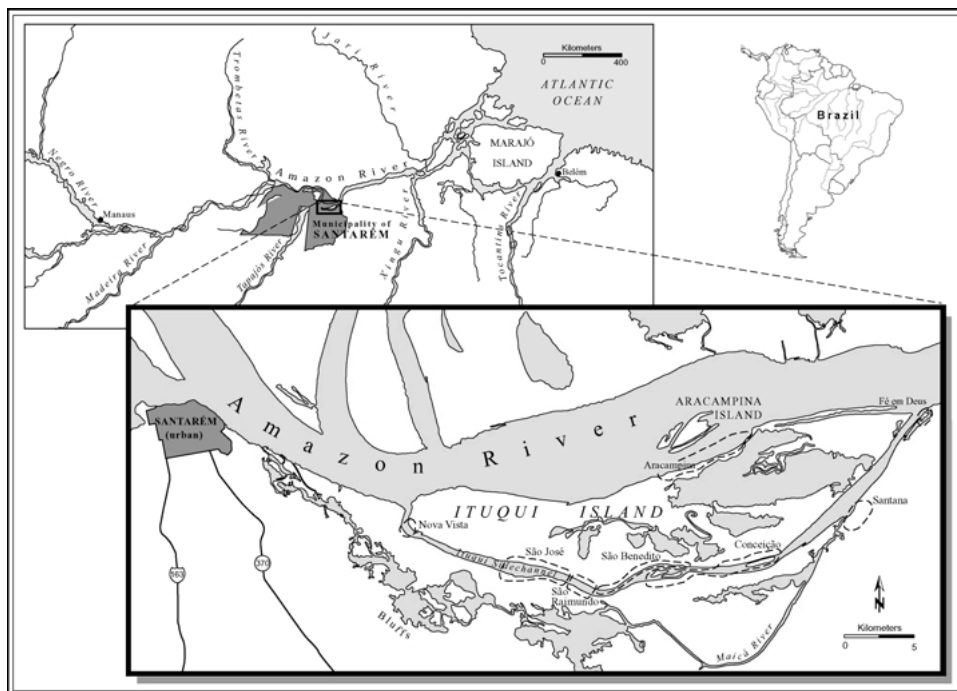 Kilometers
0 400
ATLANTIC
OCEAN
Jari River
Trombetas River
MARAJÓ
ISLAND
Amazon River
Negro River
Belém
Manaus
Municipality of
SANTARÉM
Madeira River
Tapajós River
Xingu River
Tocantins River
Brazil
SANTARÉM
(urban)
Amazon River
ARACAMPINA
ISLAND
Fé em Deus
Aracampina
Santana
ITUQUI ISLAND
Nova Vista
São José
São Benedito
Conceição
Ituqui Sidechannel
São
Raimundo
163
370
Bluffs
Maicá River
N
Kilometers
0 5